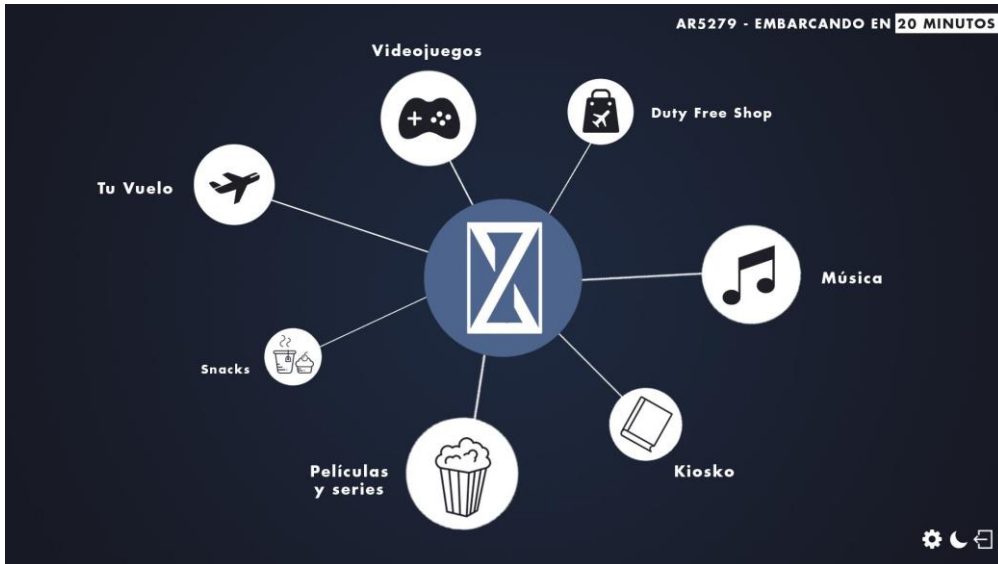 AR5279 - EMBARCANDO EN 20 MINUTOS
Videojuegos
Duty Free Shop
Tu Vuelo
Música
Snacks
Películas
y series
Kiosko